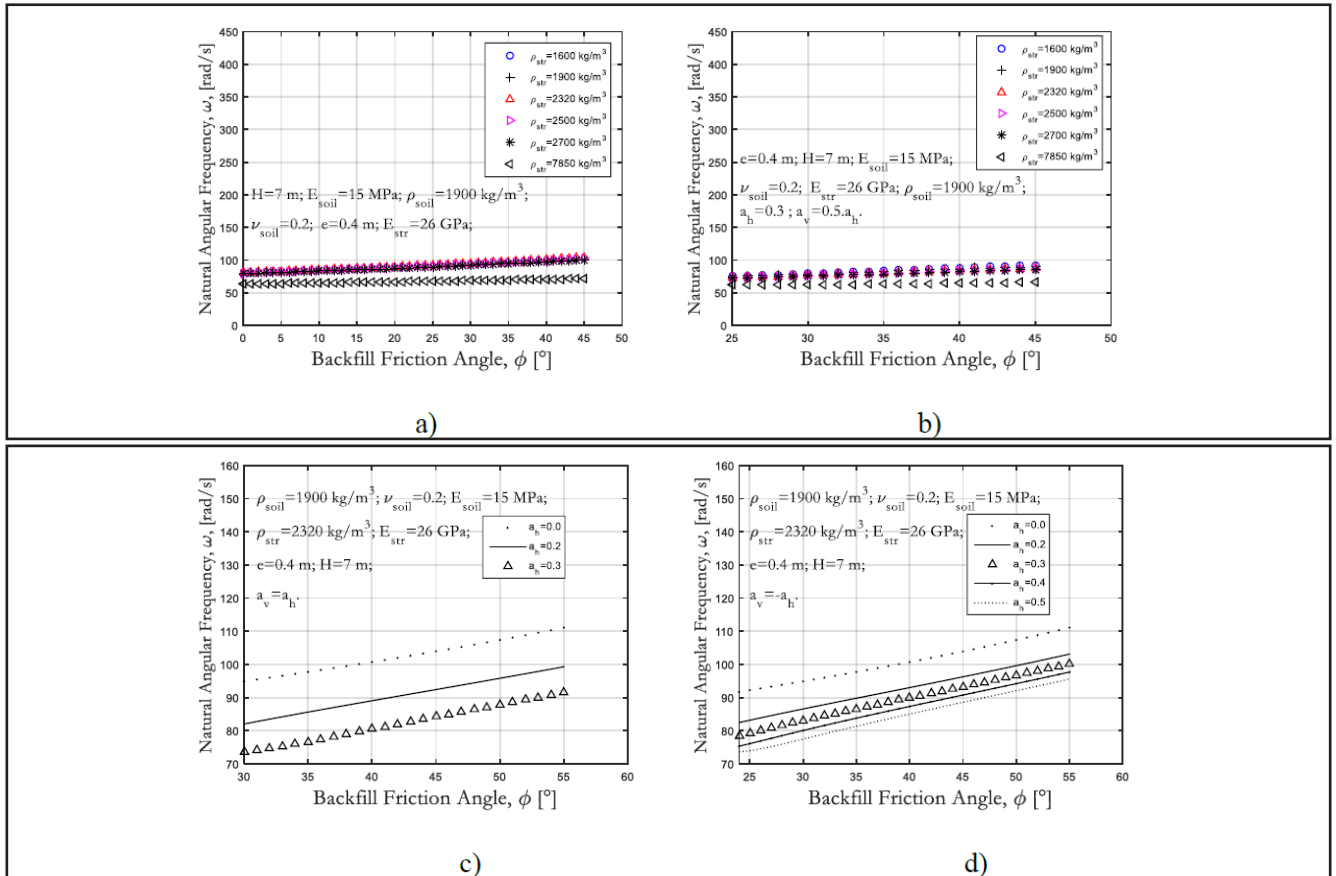 Natural Angular Frequency, ω, [rad/s]
450
400
350
300
250
200
150
100
50
0
ρstr=1600 kg/m³
ρstr=1900 kg/m³
ρstr=2320 kg/m³
ρstr=2500 kg/m³
ρstr=2700 kg/m³
ρstr=7850 kg/m³
H=7 m; Esoil=15 MPa; ρsoil=1900 kg/m³;
νsoil=0.2; e=0.4 m; Estr=26 GPa;
0 5 10 15 20 25 30 35 40 45 50
Backfill Friction Angle, ϕ [°]
a)
Natural Angular Frequency, ω, [rad/s]
450
400
350
300
250
200
150
100
50
0
ρstr=1600 kg/m³
ρstr=1900 kg/m³
ρstr=2320 kg/m³
ρstr=2500 kg/m³
ρstr=2700 kg/m³
ρstr=7850 kg/m³
e=0.4 m; H=7 m; Esoil=15 MPa;
νsoil=0.2; Estr=26 GPa; ρsoil=1900 kg/m³;
ah=0.3 ; av=0.5.ah.
25 30 35 40 45 50
Backfill Friction Angle, ϕ [°]
b)
Natural Angular Frequency, ω, [rad/s]
160
150
140
130
120
110
100
90
80
70
ρsoil=1900 kg/m³; νsoil=0.2; Esoil=15 MPa;
ρstr=2320 kg/m³; Estr=26 GPa;
e=0.4 m; H=7 m;
av=ah.
ah=0.0
ah=0.2
ah=0.3
30 35 40 45 50 55 60
Backfill Friction Angle, ϕ [°]
c)
Natural Angular Frequency, ω, [rad/s]
160
150
140
130
120
110
100
90
80
70
ρsoil=1900 kg/m³; νsoil=0.2; Esoil=15 MPa;
ρstr=2320 kg/m³; Estr=26 GPa;
e=0.4 m; H=7 m;
av=-ah.
ah=0.0
ah=0.2
ah=0.3
ah=0.4
ah=0.5
25 30 35 40 45 50 55 60
Backfill Friction Angle, ϕ [°]
d)